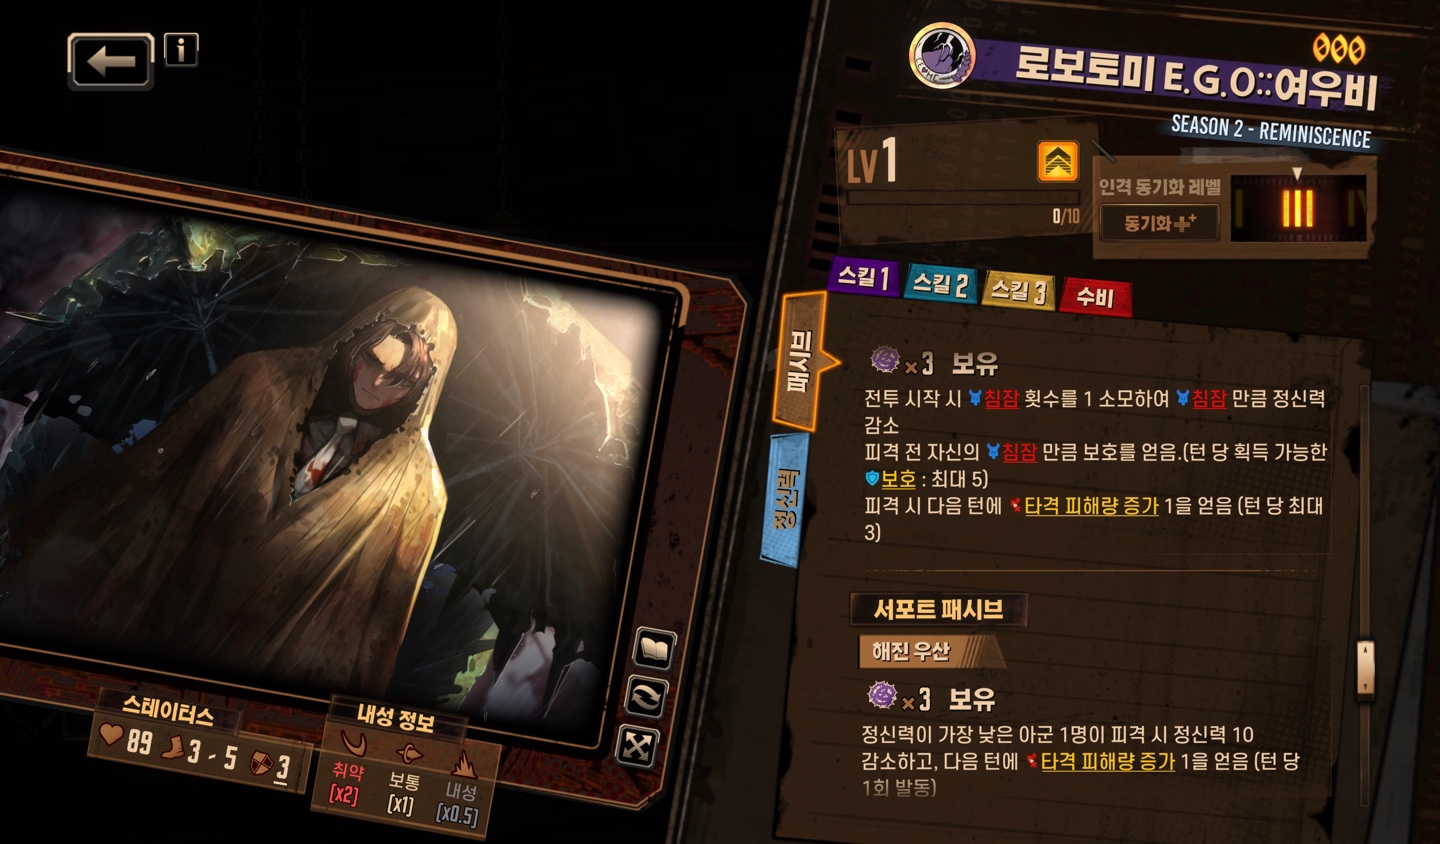 로보토미 E.G.O::여우비
SEASON 2 - REMINISCENCE
LV 1
0/10
인격 동기화 레벨
동기화++
스킬 1
스킬 2
스킬 3
수비
패시브
정신력
×3 보유
전투 시작 시 침잠 횟수를 1 소모하여 침잠 만큼 정신력
감소
피격 전 자신의 침잠 만큼 보호를 얻음.(턴 당 획득 가능한
보호 : 최대 5)
피격 시 다음 턴에 타격 피해량 증가 1을 얻음 (턴 당 최대
3)
서포트 패시브
해진 우산
×3 보유
정신력이 가장 낮은 아군 1명이 피격 시 정신력 10
감소하고, 다음 턴에 타격 피해량 증가 1을 얻음 (턴 당
1회 발동)
스테이터스
89 3 - 5 3
내성 정보
취약 보통 내성
[x2] [x1] [x0.5]